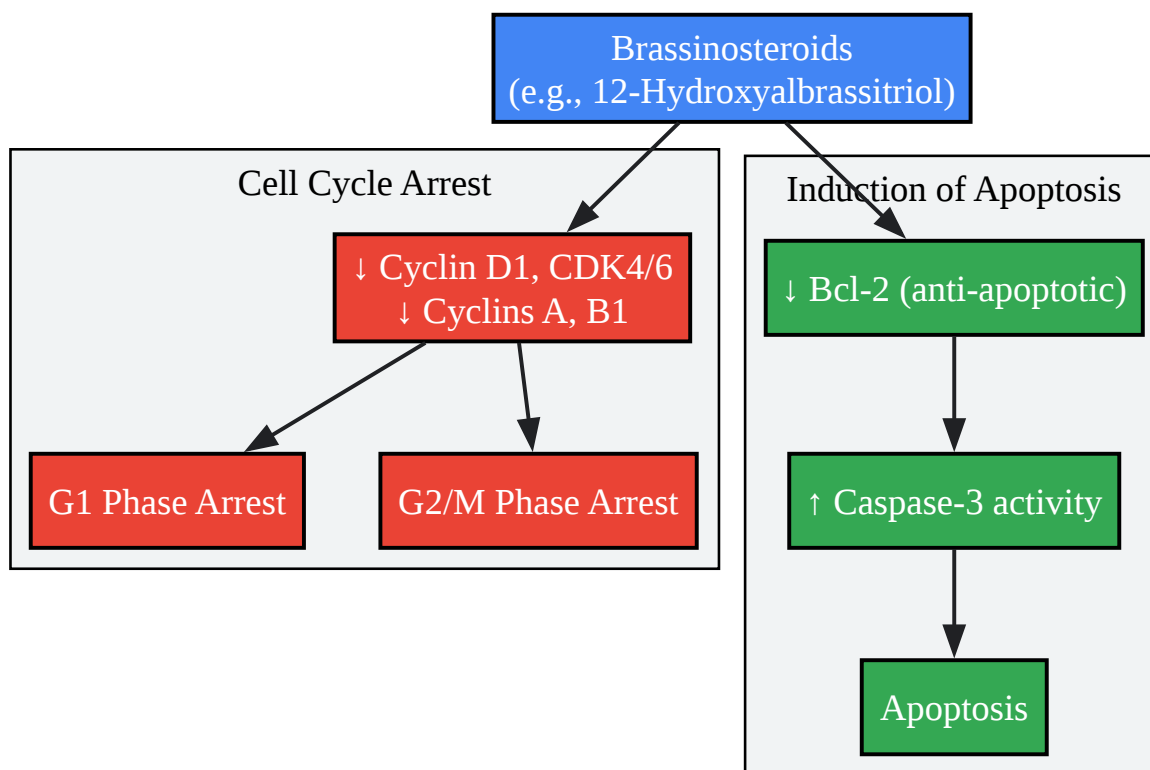 Brassinosteroids
(e.g., 12-Hydroxyalbrassitriol)
Cell Cycle Arrest
↓ Cyclin D1, CDK4/6
↓ Cyclins A, B1
G1 Phase Arrest
G2/M Phase Arrest
Induction of Apoptosis
↓ Bcl-2 (anti-apoptotic)
↑ Caspase-3 activity
Apoptosis